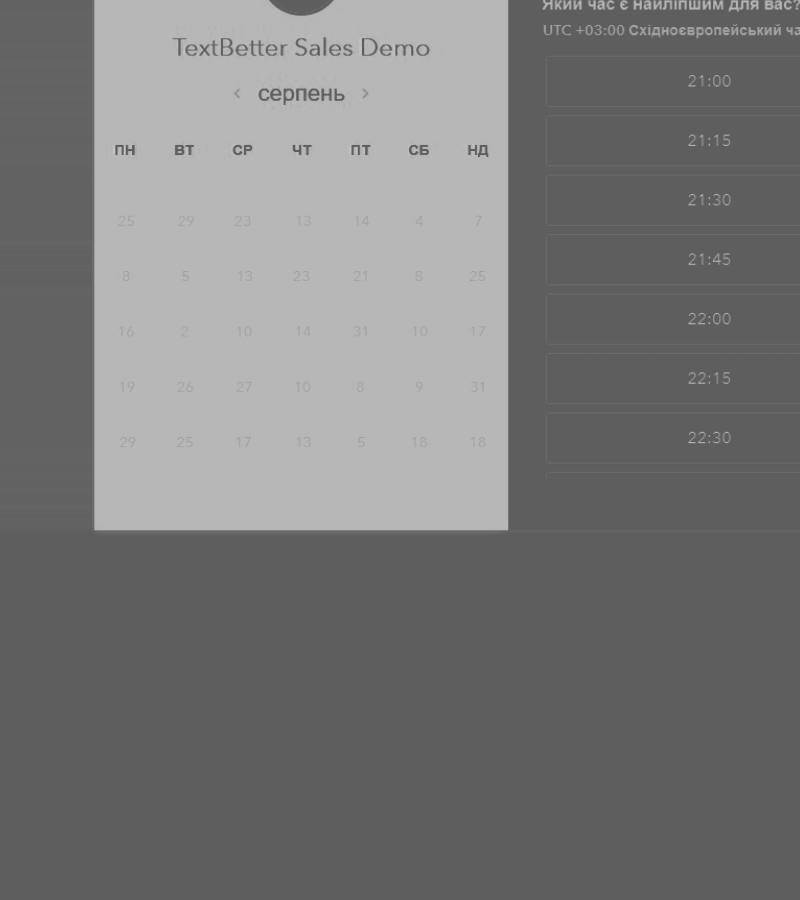 TextBetter Sales Demo
‹ серпень ›
ПН ВТ СР ЧТ ПТ СБ НД
25 29 23 13 14 4 7
8 5 13 23 21 8 25
16 2 10 14 31 10 17
19 26 27 10 8 9 31
29 25 17 13 5 18 18
Який час є найліпшим для вас?
UTC +03:00 Східноєвропейський ча
21:00
21:15
21:30
21:45
22:00
22:15
22:30